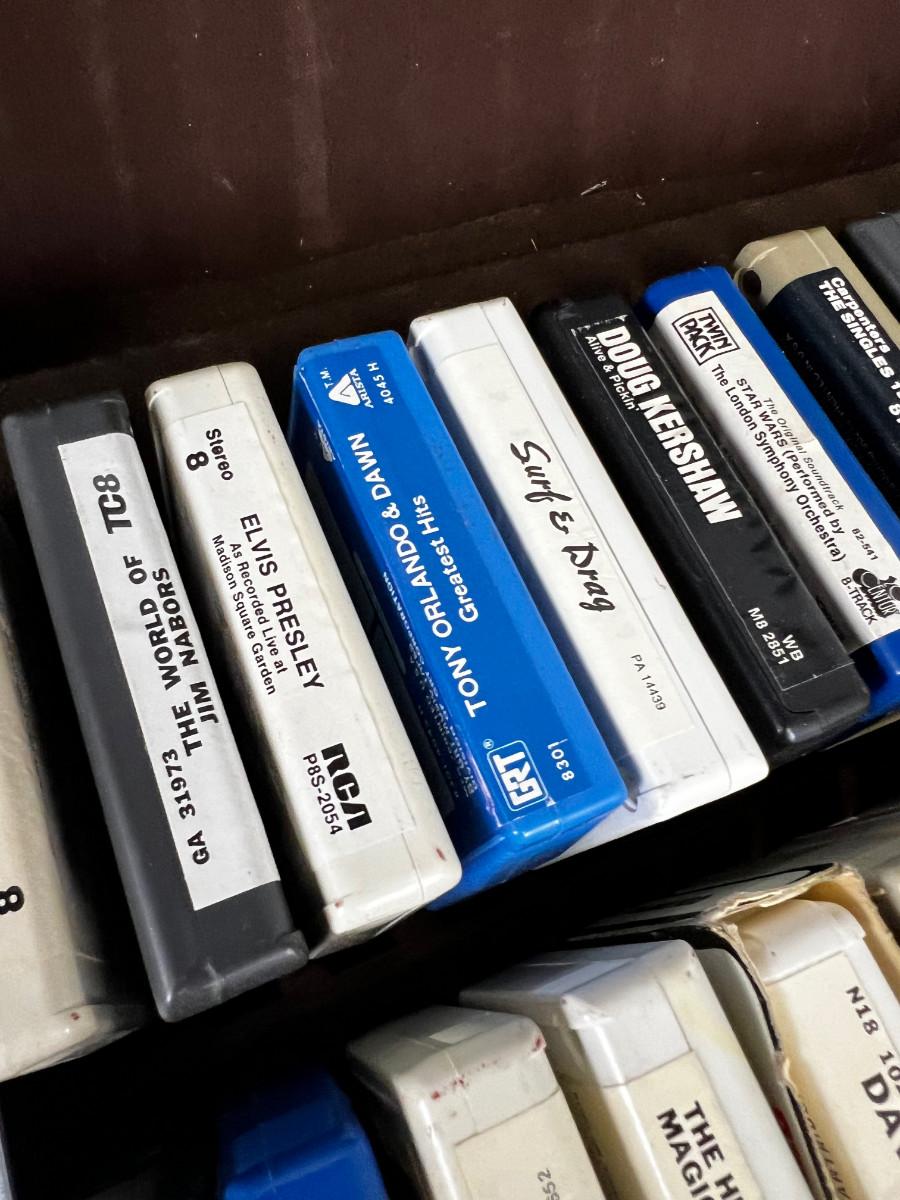 8
TC8
GA 31973 THE WORLD OF
JIM NABORS
8 Stereo
ELVIS PRESLEY
As Recorded Live at
Madison Square Garden
RCA
P8S-2054
T.M.
ARISTA
4045 H
TONY ORLANDO & DAWN
Greatest Hits
GRT®
8301
Surf & Drag
PA 14439
DOUG KERSHAW
Alive & Pickin'
WB
M8 2851
TWIN
PACK
The Original Soundtrack
STAR WARS (Performed by
The London Symphony Orchestra)
8-TRACK
Carpenters
THE SINGLES
THE
N18